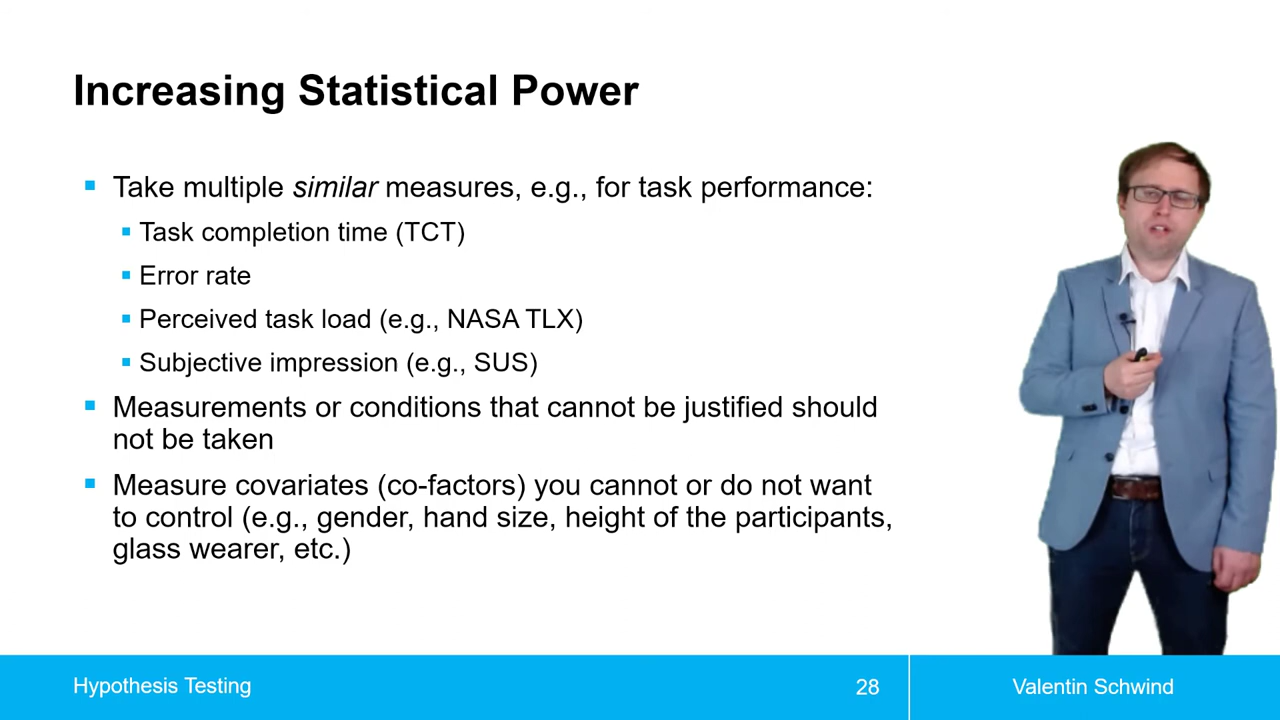 Increasing Statistical Power
Take multiple similar measures, e.g., for task performance:
Task completion time (TCT)
Error rate
Perceived task load (e.g., NASA TLX)
Subjective impression (e.g., SUS)
Measurements or conditions that cannot be justified should
not be taken
Measure covariates (co-factors) you cannot or do not want
to control (e.g., gender, hand size, height of the participants,
glass wearer, etc.)
Hypothesis Testing
28
Valentin Schwind